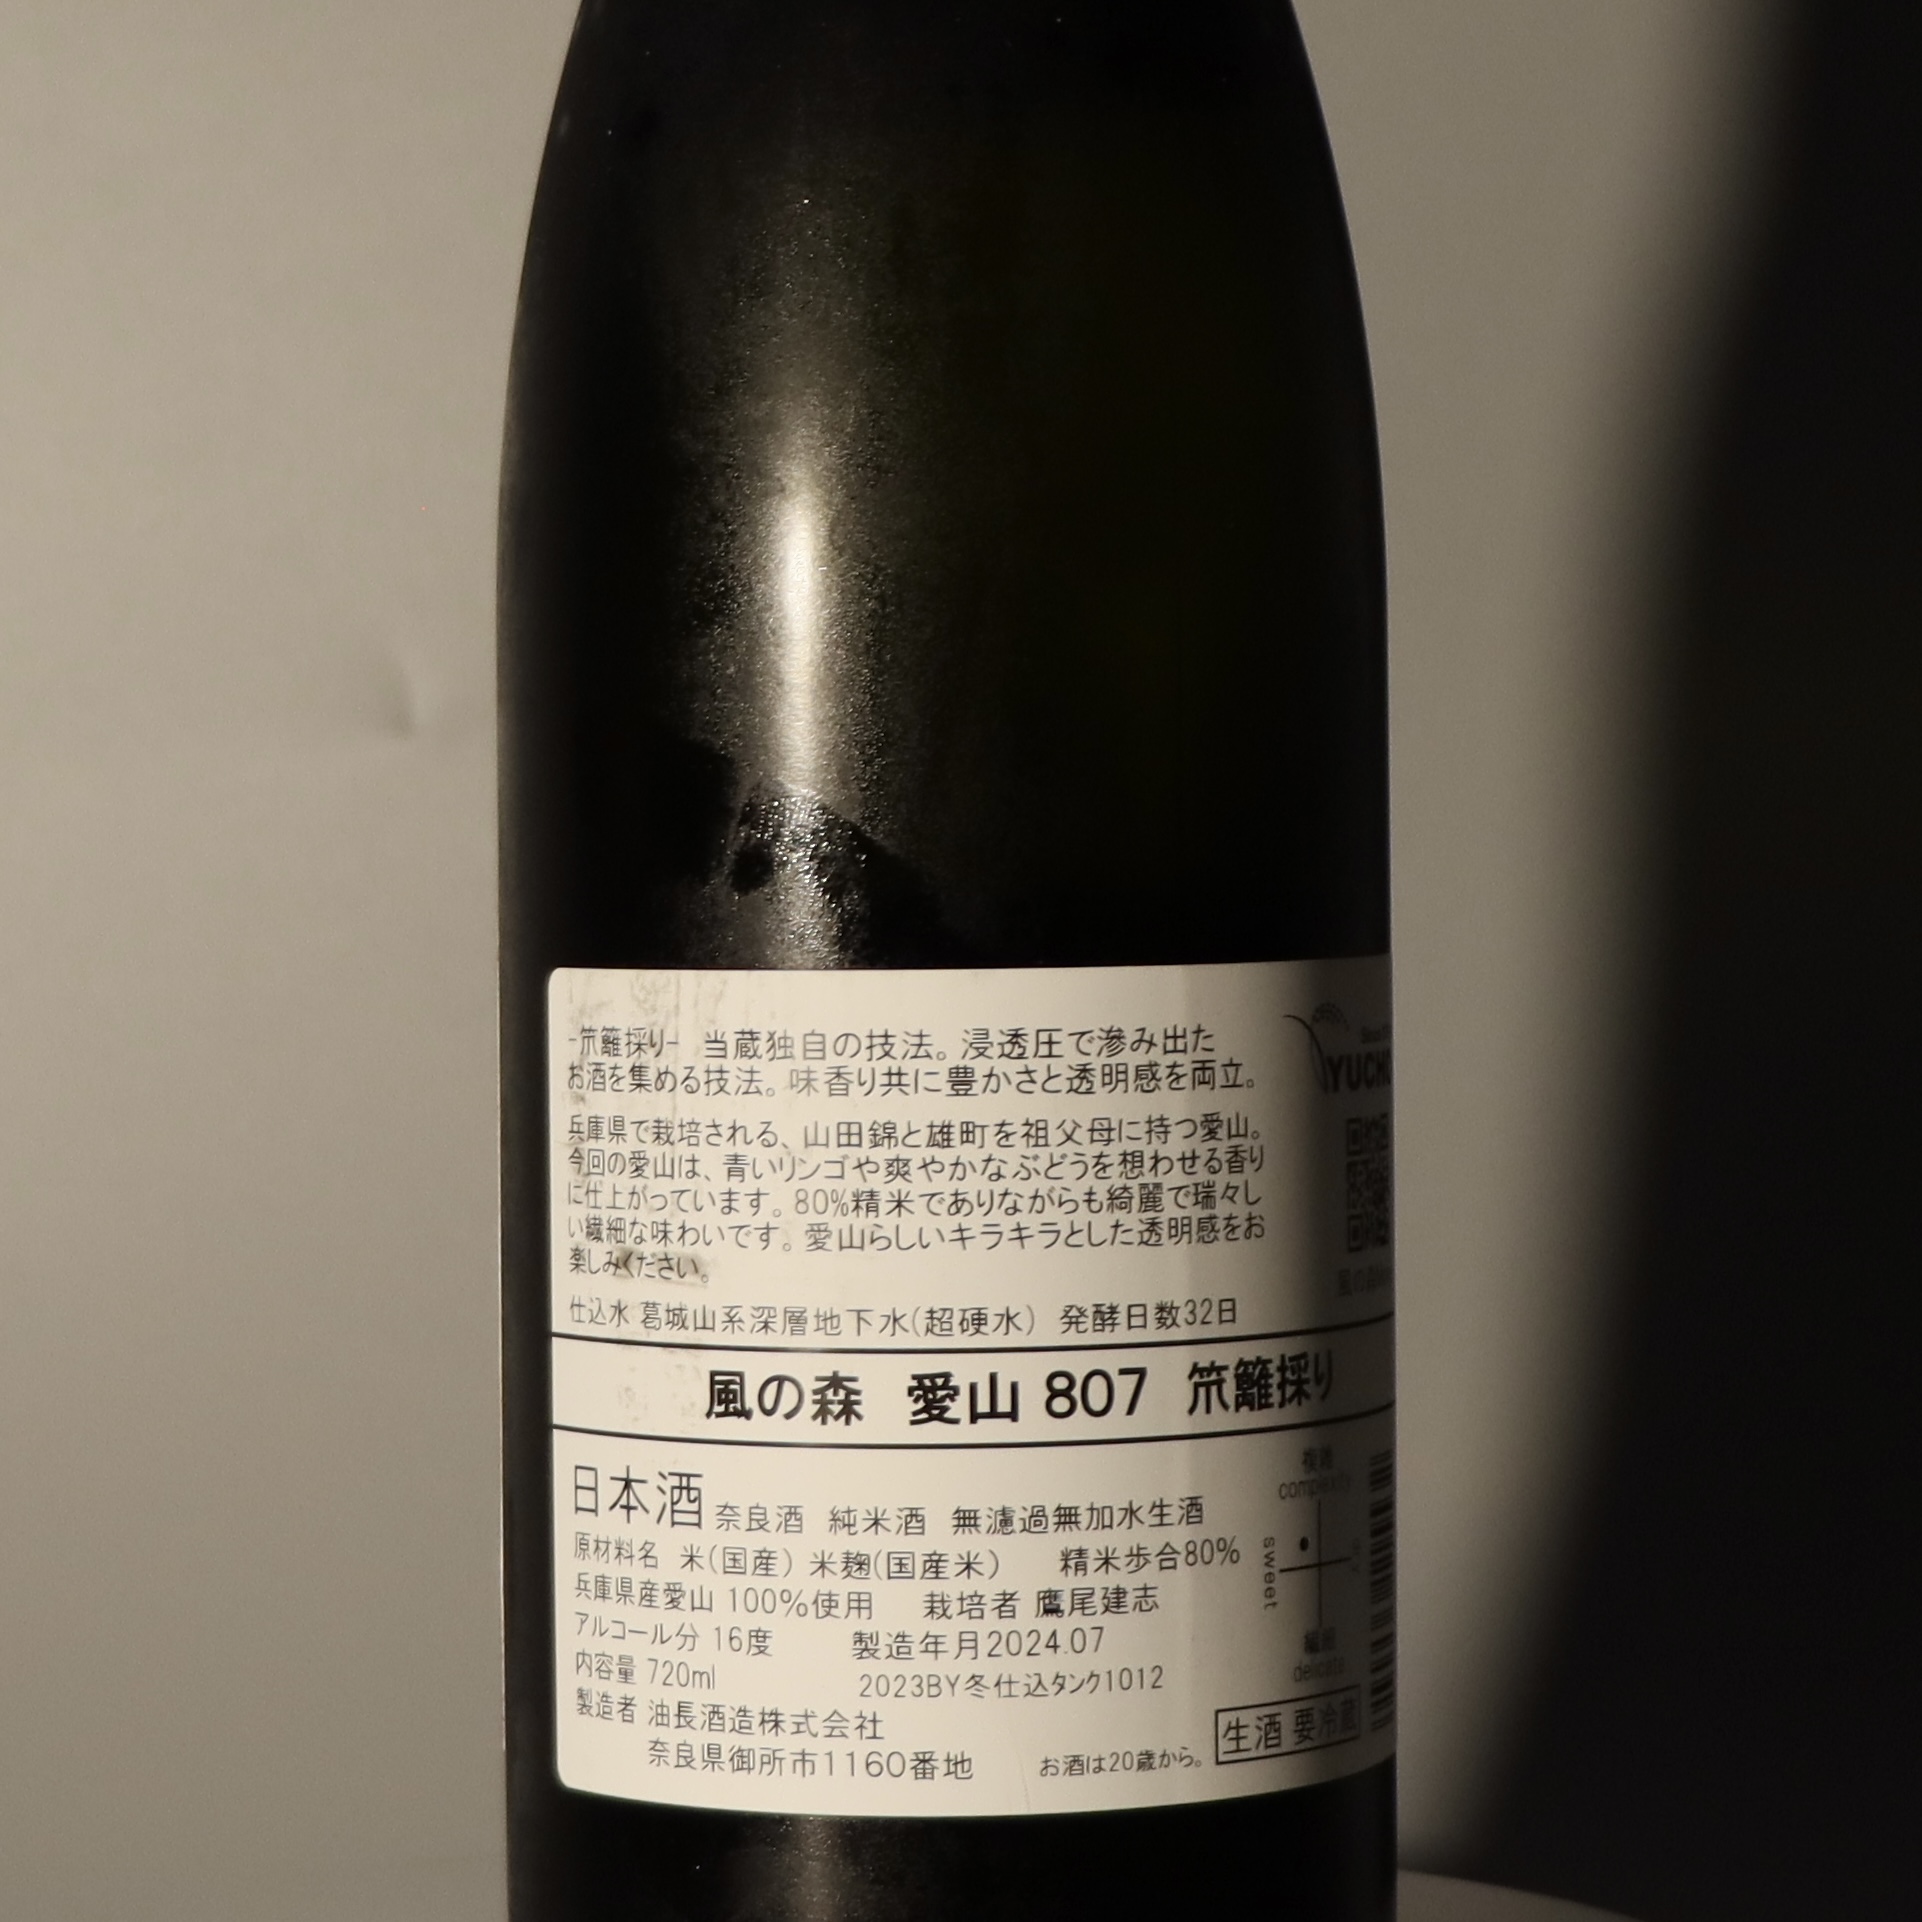 -笊籬採り- 当蔵独自の技法。浸透圧で滲み出た
お酒を集める技法。味香り共に豊かさと透明感を両立。
兵庫県で栽培される、山田錦と雄町を祖父母に持つ愛山。
今回の愛山は、青いリンゴや爽やかなぶどうを想わせる香り
に仕上がっています。80%精米でありながらも綺麗で瑞々し
い繊細な味わいです。愛山らしいキラキラとした透明感をお
楽しみください。
仕込水 葛城山系深層地下水(超硬水) 発酵日数32日
YUCHO
風の森 愛山 807 笊籬採り
日本酒 奈良酒 純米酒 無濾過無加水生酒
原材料名 米(国産) 米麹(国産米) 精米歩合80%
兵庫県産愛山 100%使用 栽培者 鷹尾建志
アルコール分 16度 製造年月2024.07
内容量 720ml 2023BY冬仕込タンク1012
製造者 油長酒造株式会社
奈良県御所市1160番地 お酒は20歳から。
複雑
complexity
sweet
繊細
delicate
生酒 要冷蔵